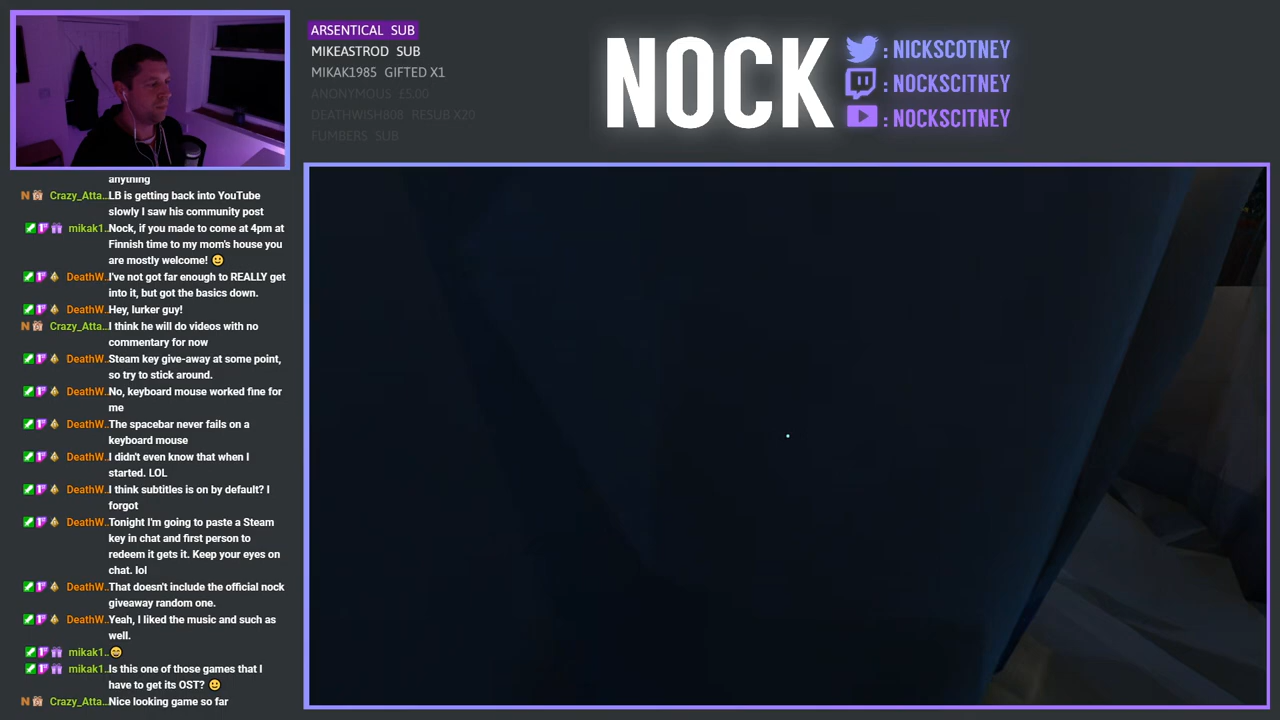 ARSENTICAL SUB
MIKEASTROD SUB
MIKAK1985 GIFTED X1
ANONYMOUS £5.00
DEATHWISH808 RESUB X20
FUMBERS SUB
NOCK
: NICKSCOTNEY
: NOCKSCITNEY
: NOCKSCITNEY
anything
Crazy_Atta.. LB is getting back into YouTube
slowly I saw his community post
mikak1.. Nock, if you made to come at 4pm at
Finnish time to my mom's house you
are mostly welcome! 🙂
DeathW.. I've not got far enough to REALLY get
into it, but got the basics down.
DeathW.. Hey, lurker guy!
Crazy_Atta.. I think he will do videos with no
commentary for now
DeathW.. Steam key give-away at some point,
so try to stick around.
DeathW.. No, keyboard mouse worked fine for
me
DeathW.. The spacebar never fails on a
keyboard mouse
DeathW.. I didn't even know that when I
started. LOL
DeathW.. I think subtitles is on by default? I
forgot
DeathW.. Tonight I'm going to paste a Steam
key in chat and first person to
redeem it gets it. Keep your eyes on
chat. lol
DeathW.. That doesn't include the official nock
giveaway random one.
DeathW.. Yeah, I liked the music and such as
well.
mikak1.. 😄
mikak1.. Is this one of those games that I
have to get its OST? 🙂
Crazy_Atta.. Nice looking game so far